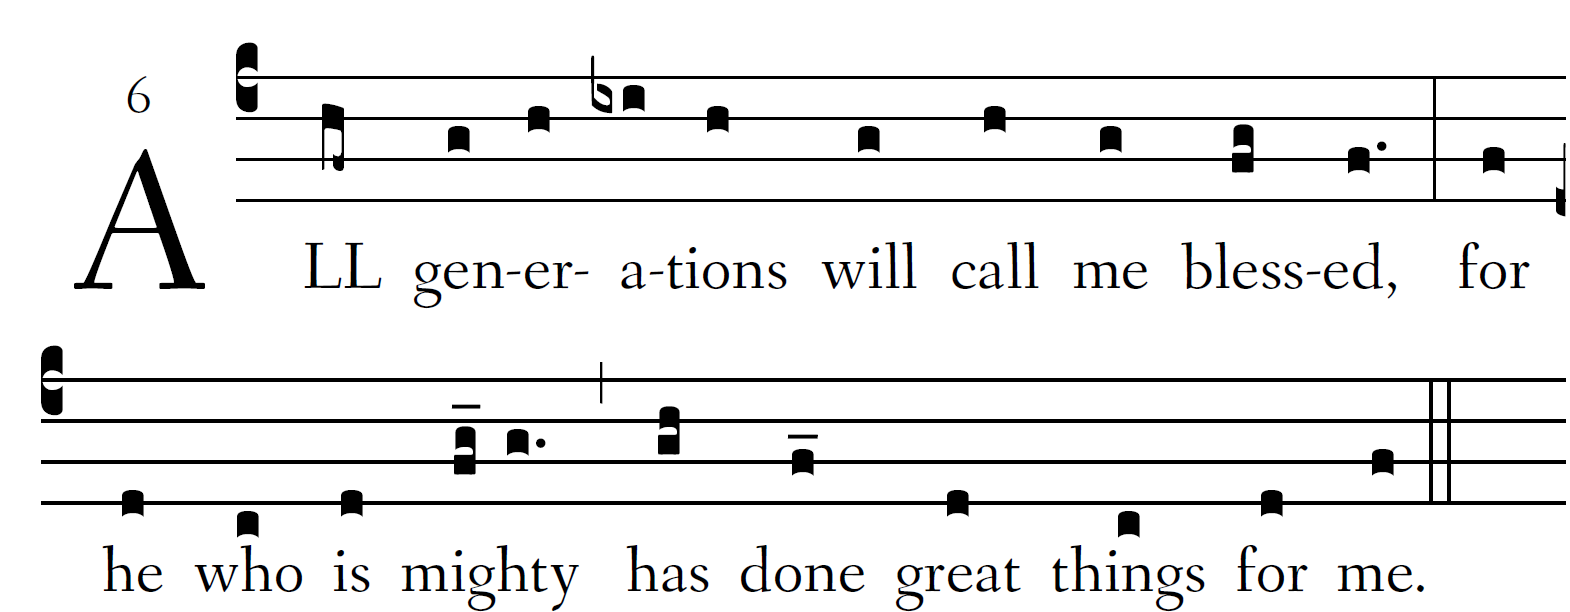 6
ALL gen-er- a-tions will call me bless-ed, for
he who is mighty has done great things for me.